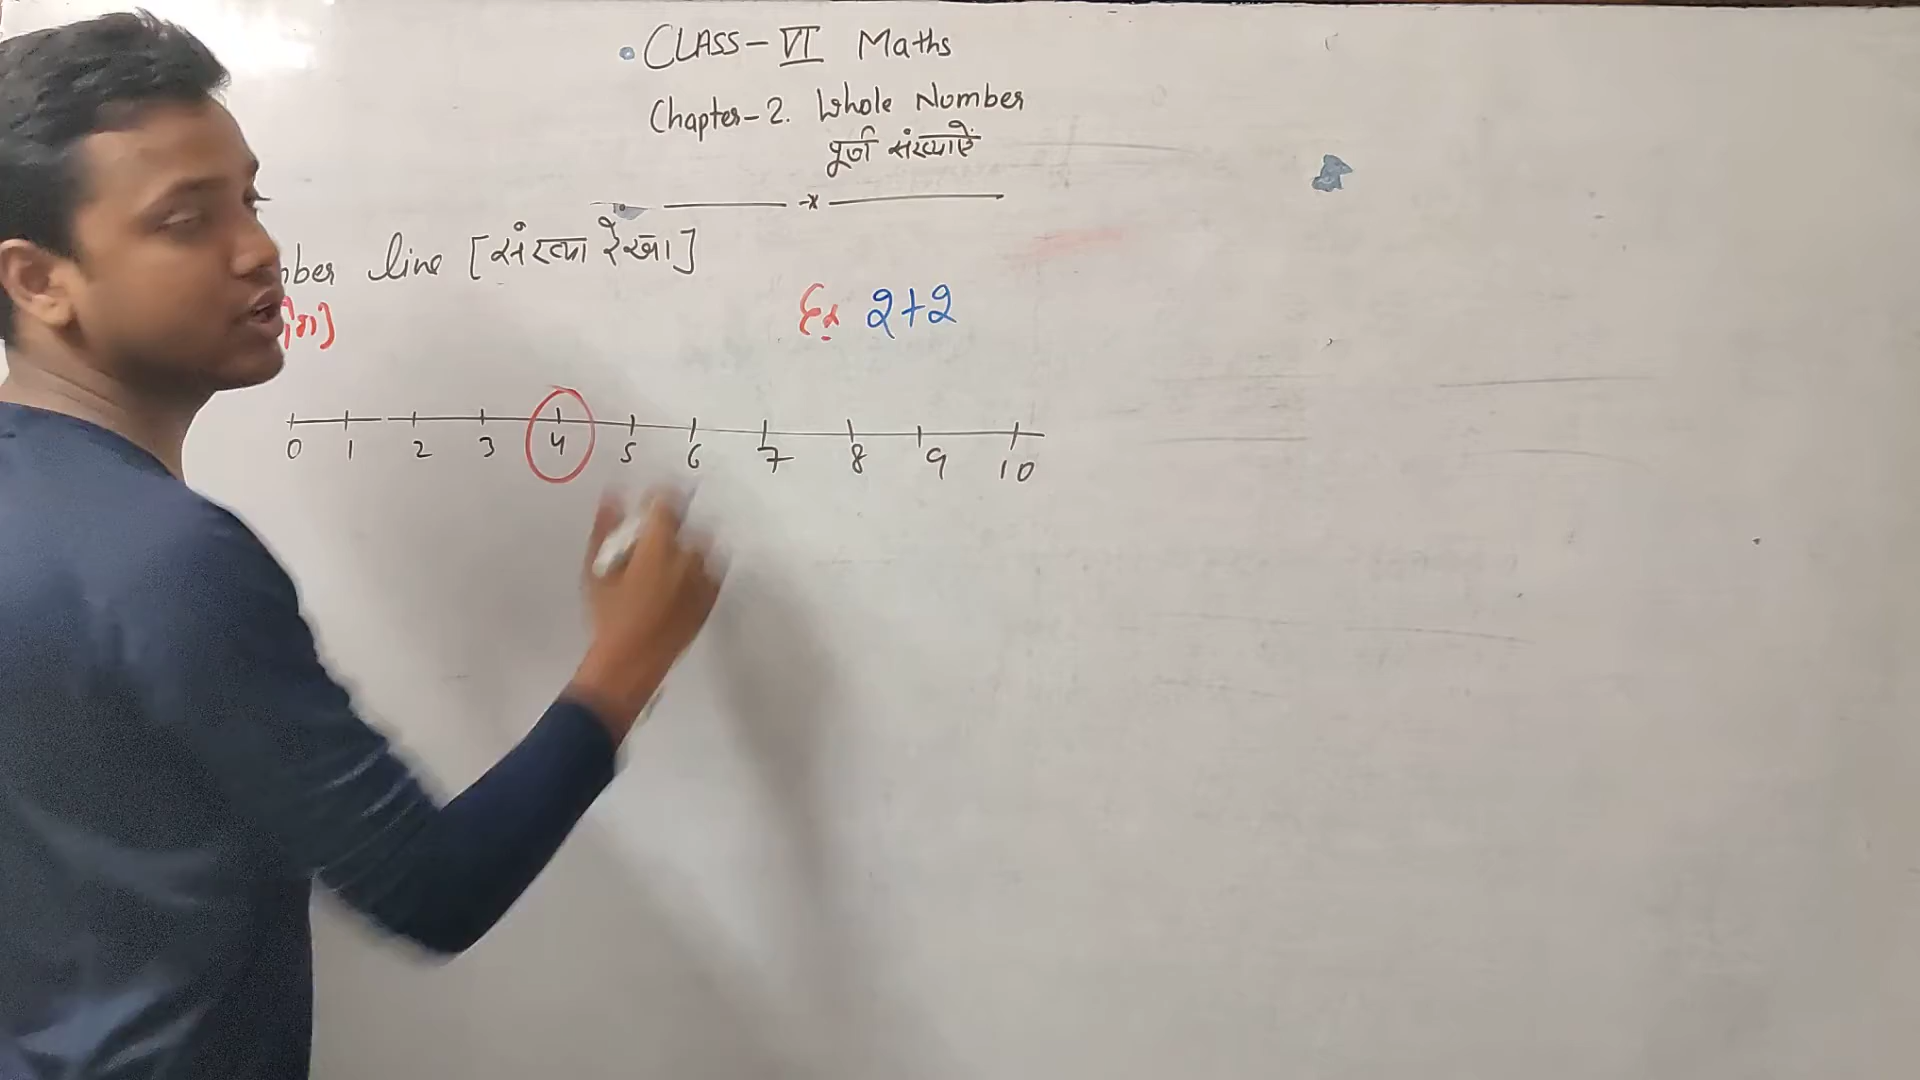 CLASS - VI Maths
Chapter - 2. Whole Number
पूर्ण संख्याऐं
line [संख्या रेखा]
Ex 2+2
0 1 2 3 4 5 6 7 8 9 10